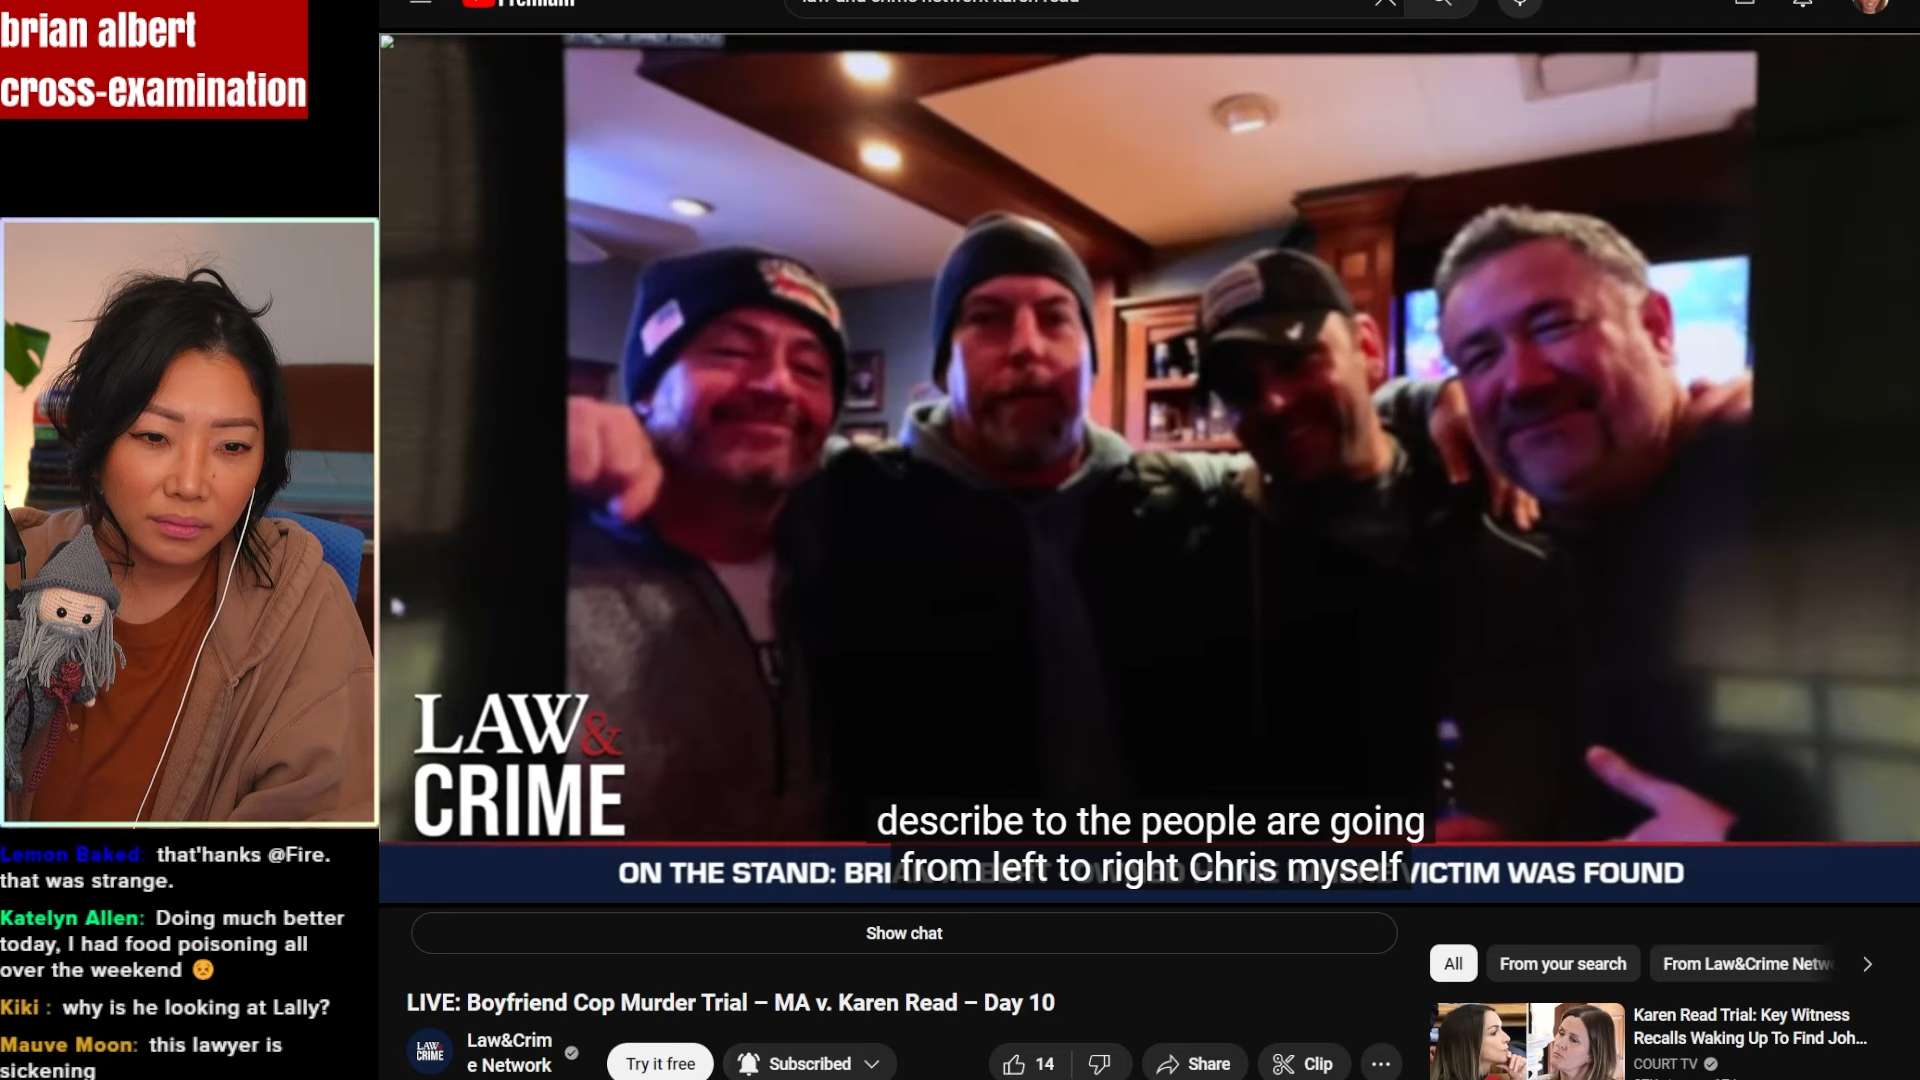 brian albert
cross-examination
LAW&
CRIME
describe to the people are going
from left to right Chris myself
ON THE STAND: BRIAN ALBERT VICTIM WAS FOUND
Lemon Baked: that'hanks @Fire.
that was strange.
Katelyn Allen: Doing much better
today, I had food poisoning all
over the weekend 😣
Kiki : why is he looking at Lally?
Mauve Moon: this lawyer is
sickening
Show chat
LIVE: Boyfriend Cop Murder Trial – MA v. Karen Read – Day 10
LAW&
CRIME
Law&Crim
e Network
Try it free
Subscribed
14
Share
Clip
All
From your search
From Law&Crime Netw
Karen Read Trial: Key Witness
Recalls Waking Up To Find Joh...
COURT TV